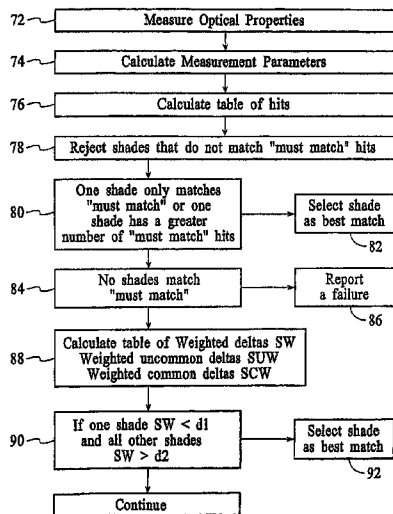 72
Measure Optical Properties
74
Calculate Measurement Parameters
76
Calculate table of hits
78
Reject shades that do not match "must match" hits
80
One shade only matches
"must match" or one
shade has a greater
number of "must match" hits
Select shade
as best match
82
84
No shades match
"must match"
Report
a failure
86
88
Calculate table of Weighted deltas SW
Weighted uncommon deltas SUW
Weighted common deltas SCW
90
If one shade SW < d1
and all other shades
SW > d2
Select shade
as best match
92
Continue